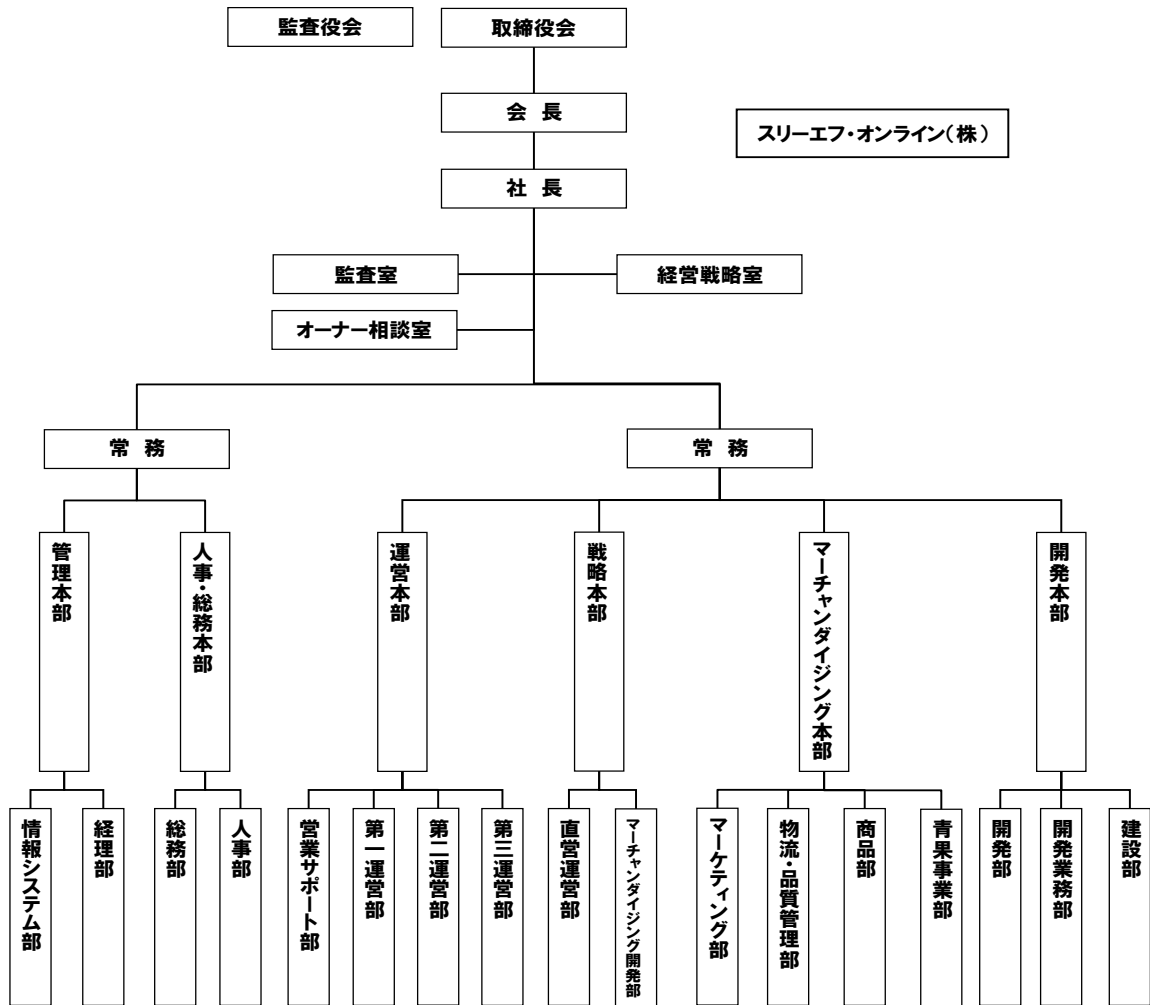 監査役会
取締役会
会 長
スリーエフ・オンライン(株)
社 長
監査室
経営戦略室
オーナー相談室
常 務
常 務
管理本部
人事・総務本部
運営本部
戦略本部
マーチャンダイジング本部
開発本部
情報システム部
経理部
総務部
人事部
営業サポート部
第一運営部
第二運営部
第三運営部
直営運営部
マーチャンダイジング開発部
マーケティング部
物流・品質管理部
商品部
青果事業部
開発部
開発業務部
建設部